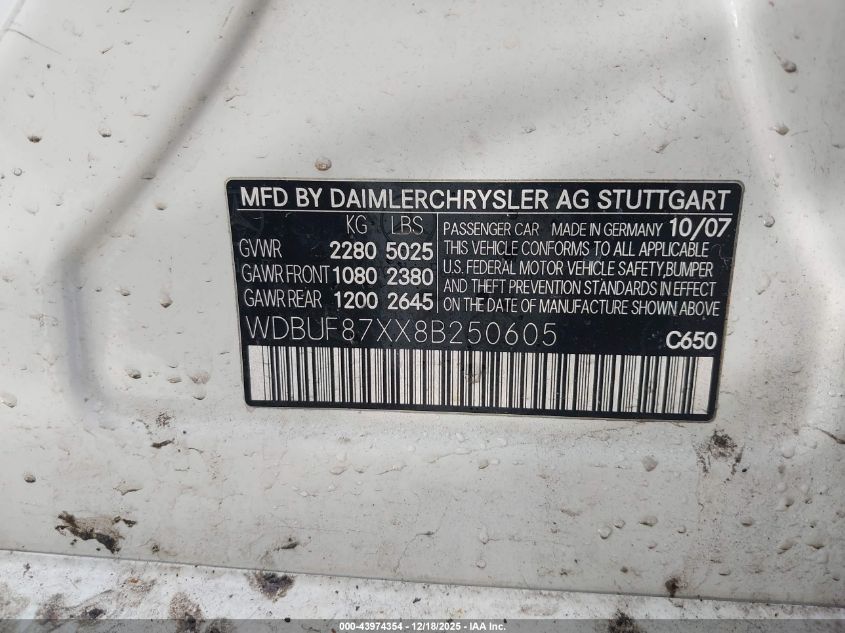 MFD BY DAIMLERCHRYSLER AG STUTTGART
KG LBS
GVWR 2280 5025
GAWR FRONT 1080 2380
GAWR REAR 1200 2645
PASSENGER CAR MADE IN GERMANY 10/07
THIS VEHICLE CONFORMS TO ALL APPLICABLE
U.S. FEDERAL MOTOR VEHICLE SAFETY,BUMPER
AND THEFT PREVENTION STANDARDS IN EFFECT
ON THE DATE OF MANUFACTURE SHOWN ABOVE
WDBUF87XX8B250605 C650
000-43974354 | 12/18/2025 - IAA Inc.